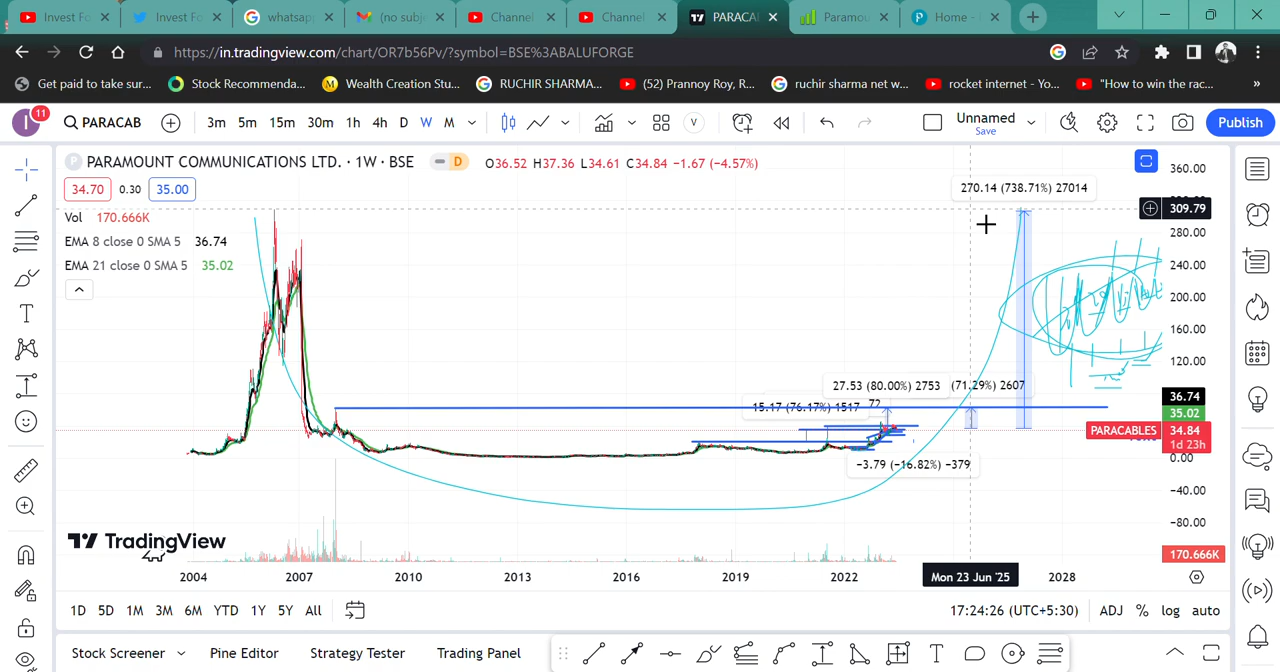 Invest Fo
Invest Fo
whatsapp
(no subj
Channel
Channel
PARACA
Paramou
Home -
https://in.tradingview.com/chart/OR7b56Pv/?symbol=BSE%3ABALUFORGE
Get paid to take sur...
Stock Recommenda...
Wealth Creation Stu...
RUCHIR SHARMA...
(52) Prannoy Roy, R...
ruchir sharma net w...
rocket internet - Yo...
"How to win the rac...
»
I
11
PARACAB
3m 5m 15m 30m 1h 4h D W M
V
Unnamed
Save
Publish
P PARAMOUNT COMMUNICATIONS LTD. · 1W · BSE
D
O36.52 H37.36 L34.61 C34.84 −1.67 (−4.57%)
34.70 0.30 35.00
Vol 170.666K
EMA 8 close 0 SMA 5 36.74
EMA 21 close 0 SMA 5 35.02
270.14 (738.71%) 27014
27.53 (80.00%) 2753
(71.29%) 2607
15.17 (76.17%) 1517
72
−3.79 (−16.82%) −379
360.00
309.79
280.00
240.00
200.00
160.00
120.00
36.74
35.02
PARACABLES 34.84
1d 23h
0.00
−40.00
−80.00
170.666K
TradingView
2004 2007 2010 2013 2016 2019 2022 Mon 23 Jun '25 2028
1D 5D 1M 3M 6M YTD 1Y 5Y All
17:24:26 (UTC+5:30) ADJ % log auto
Stock Screener Pine Editor Strategy Tester Trading Panel
T